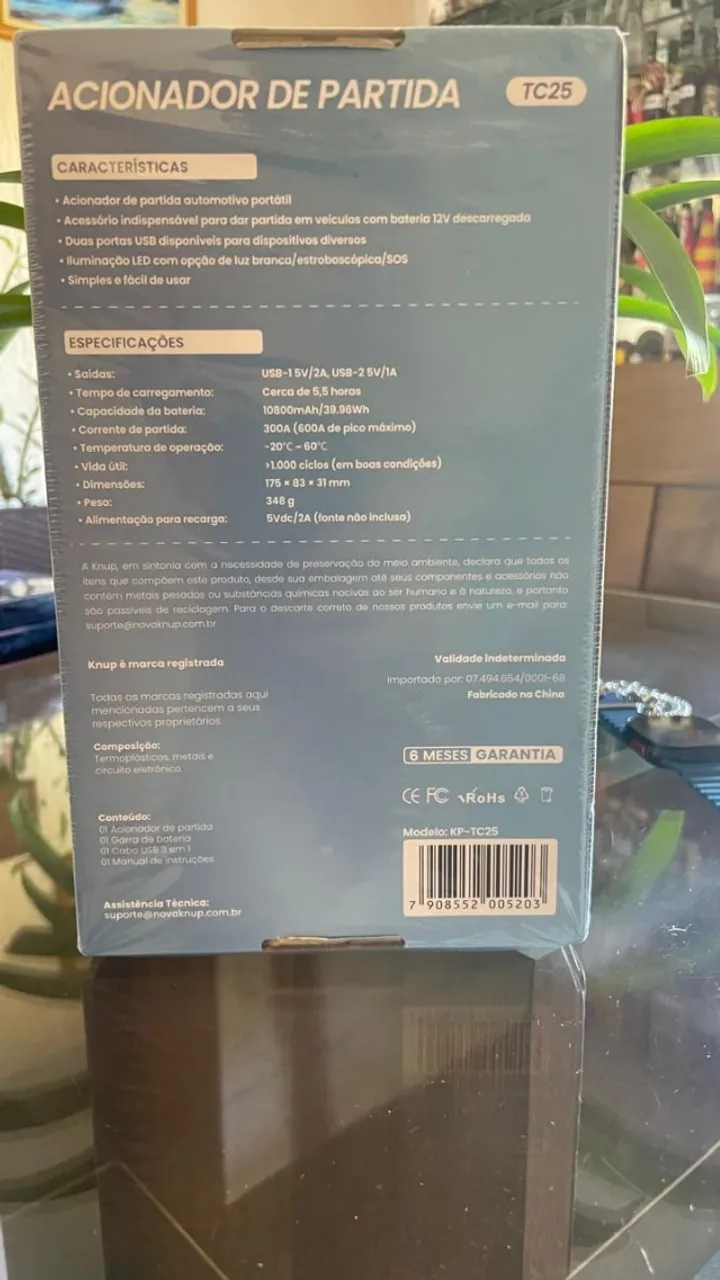 ACIONADOR DE PARTIDA TC25
CARACTERÍSTICAS
• Acionador de partida automotivo portátil
• Acessório indispensável para dar partida em veículos com bateria 12V descarregada
• Duas portas USB disponíveis para dispositivos diversos
• Iluminação LED com opção de luz branca/estroboscópica/SOS
• Simples e fácil de usar
ESPECIFICAÇÕES
• Saídas: USB-1 5V/2A, USB-2 5V/1A
• Tempo de carregamento: Cerca de 5,5 horas
• Capacidade da bateria: 10800mAh/39.96Wh
• Corrente de partida: 300A (600A de pico máximo)
• Temperatura de operação: -20°C ~ 60°C
• Vida útil: >1.000 ciclos (em boas condições)
• Dimensões: 175 × 83 × 31 mm
• Peso: 348 g
• Alimentação para recarga: 5Vdc/2A (fonte não inclusa)
A Knup, em sintonia com a necessidade de preservação do meio ambiente, declara que todos os
itens que compõem este produto, desde sua embalagem até seus componentes e acessórios não
contém metais pesados ou substâncias químicas nocivas ao ser humano e à natureza, e portanto
são passíveis de reciclagem. Para o descarte correto de nossos produtos envie um e-mail para:
suporte@novaknup.com.br
Knup é marca registrada
Todas as marcas registradas aqui
mencionadas pertencem a seus
respectivos proprietários.
Composição:
Termoplásticos, metais e
circuito eletrônico
Conteúdo:
01 Acionador de partida
01 Garra de bateria
01 Cabo USB 3 em 1
01 Manual de instruções
Assistência Técnica:
suporte@novaknup.com.br
Validade Indeterminada
Importado por: 07.494.654/0001-68
Fabricado na China
6 MESES GARANTIA
CE FC RoHS
Modelo: KP-TC25
7 908552 005203